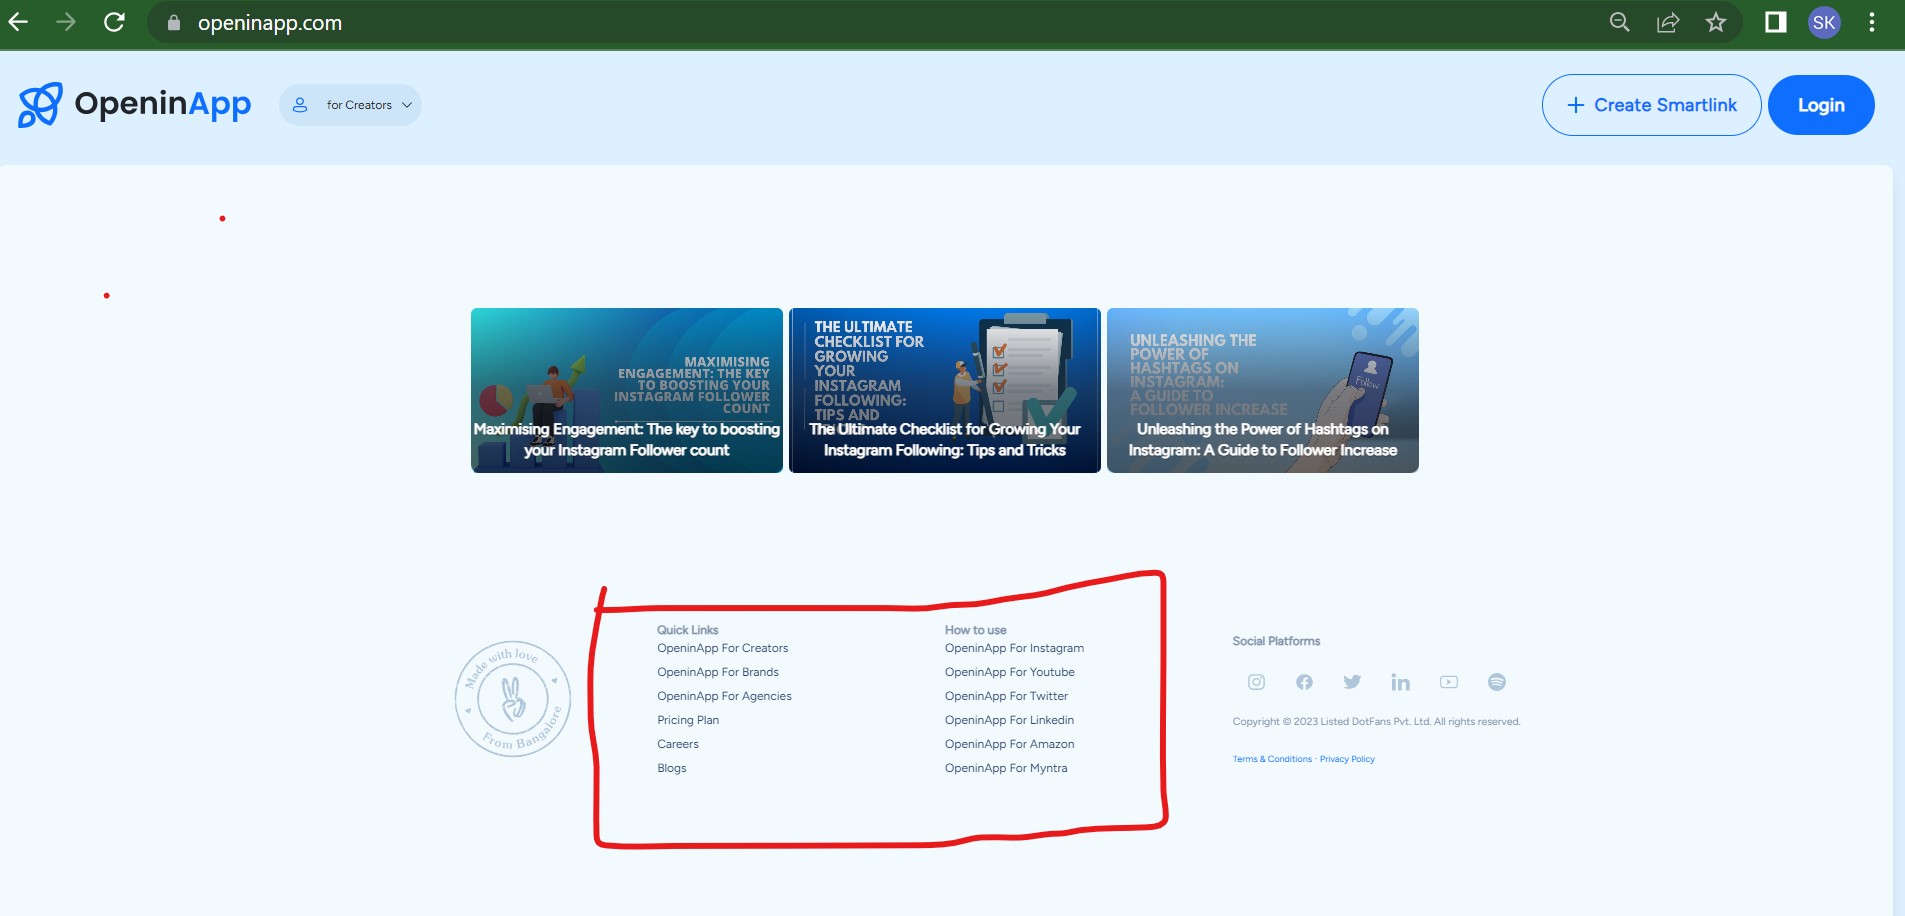 openinapp.com
SK
OpeninApp
for Creators
+ Create Smartlink
Login
MAXIMISING
ENGAGEMENT: THE KEY
TO BOOSTING YOUR
INSTAGRAM FOLLOWER
COUNT
Maximising Engagement: The key to boosting
your Instagram Follower count
THE ULTIMATE
CHECKLIST FOR
GROWING
YOUR
INSTAGRAM
FOLLOWING:
TIPS AND
The Ultimate Checklist for Growing Your
Instagram Following: Tips and Tricks
UNLEASHING THE
POWER OF
HASHTAGS ON
INSTAGRAM:
A GUIDE TO
FOLLOWER INCREASE
Follow
Unleashing the Power of Hashtags on
Instagram: A Guide to Follower Increase
Made with love
From Bangalore
Quick Links
OpeninApp For Creators
OpeninApp For Brands
OpeninApp For Agencies
Pricing Plan
Careers
Blogs
How to use
OpeninApp For Instagram
OpeninApp For Youtube
OpeninApp For Twitter
OpeninApp For Linkedin
OpeninApp For Amazon
OpeninApp For Myntra
Social Platforms
Copyright © 2023 Listed DotFans Pvt. Ltd. All rights reserved.
Terms & Conditions - Privacy Policy